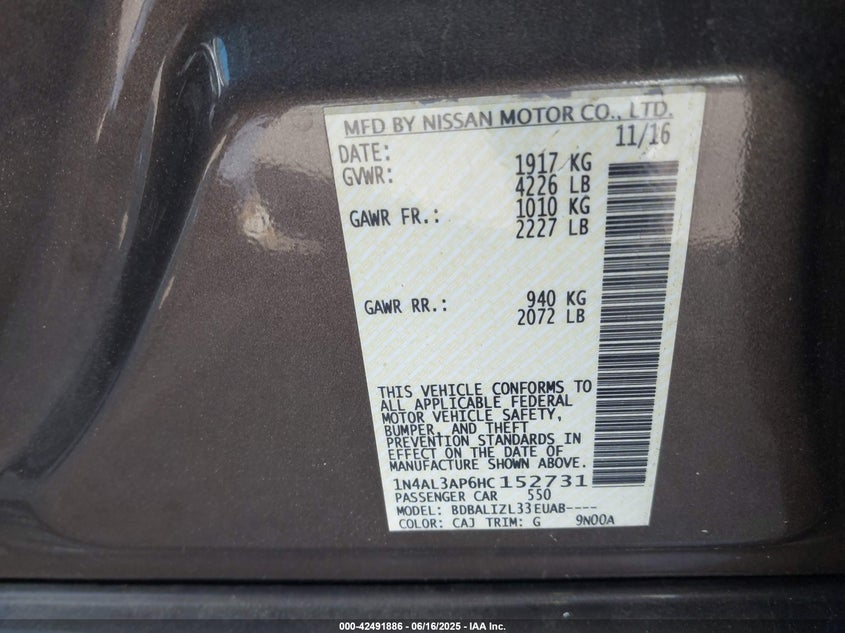 MFD BY NISSAN MOTOR CO., LTD.
DATE: 11/16
GVWR: 1917 KG
4226 LB
GAWR FR.: 1010 KG
2227 LB
GAWR RR.: 940 KG
2072 LB
THIS VEHICLE CONFORMS TO
ALL APPLICABLE FEDERAL
MOTOR VEHICLE SAFETY,
BUMPER, AND THEFT
PREVENTION STANDARDS IN
EFFECT ON THE DATE OF
MANUFACTURE SHOWN ABOVE.
1N4AL3AP6HC152731
PASSENGER CAR 550
MODEL: BDBALIZL33EUAB----
COLOR: CAJ TRIM: G 9N00A
000-42491886 - 06/16/2025 - IAA Inc.